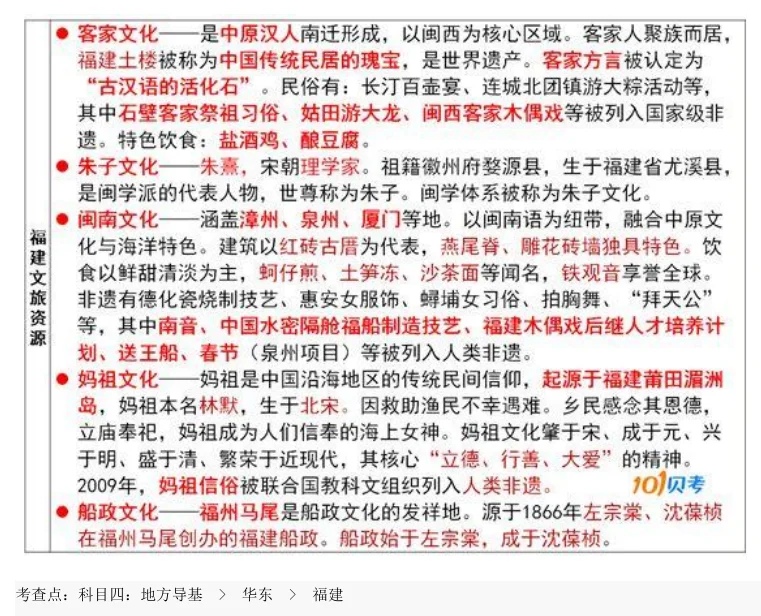 ● 客家文化——是中原汉人南迁形成，以闽西为核心区域。客家人聚族而居，
福建土楼被称为中国传统民居的瑰宝，是世界遗产。客家方言被认定为
“古汉语的活化石”。民俗有：长汀百壶宴、连城北团镇游大粽活动等，
其中石壁客家祭祖习俗、姑田游大龙、闽西客家木偶戏等被列入国家级非
遗。特色饮食：盐酒鸡、酿豆腐。
● 朱子文化——朱熹，宋朝理学家。祖籍徽州府婺源县，生于福建省尤溪县，
是闽学派的代表人物，世尊称为朱子。闽学体系被称为朱子文化。
福建文旅资源
● 闽南文化——涵盖漳州、泉州、厦门等地。以闽南语为纽带，融合中原文
化与海洋特色。建筑以红砖古厝为代表，燕尾脊、雕花砖墙独具特色。饮
食以鲜甜清淡为主，蚵仔煎、土笋冻、沙茶面等闻名，铁观音享誉全球。
非遗有德化瓷烧制技艺、惠安女服饰、蟳埔女习俗、拍胸舞、“拜天公”
等，其中南音、中国水密隔舱福船制造技艺、福建木偶戏后继人才培养计
划、送王船、春节（泉州项目）等被列入人类非遗。
● 妈祖文化——妈祖是中国沿海地区的传统民间信仰，起源于福建莆田湄洲
岛，妈祖本名林默，生于北宋。因救助渔民不幸遇难。乡民感念其恩德，
立庙奉祀，妈祖成为人们信奉的海上女神。妈祖文化肇于宋、成于元、兴
于明、盛于清、繁荣于近现代，其核心“立德、行善、大爱”的精神。
2009年，妈祖信俗被联合国教科文组织列入人类非遗。
101贝考
● 船政文化——福州马尾是船政文化的发祥地。源于1866年左宗棠、沈葆桢
在福州马尾创办的福建船政。船政始于左宗棠，成于沈葆桢。
考查点：科目四：地方导基 > 华东 > 福建